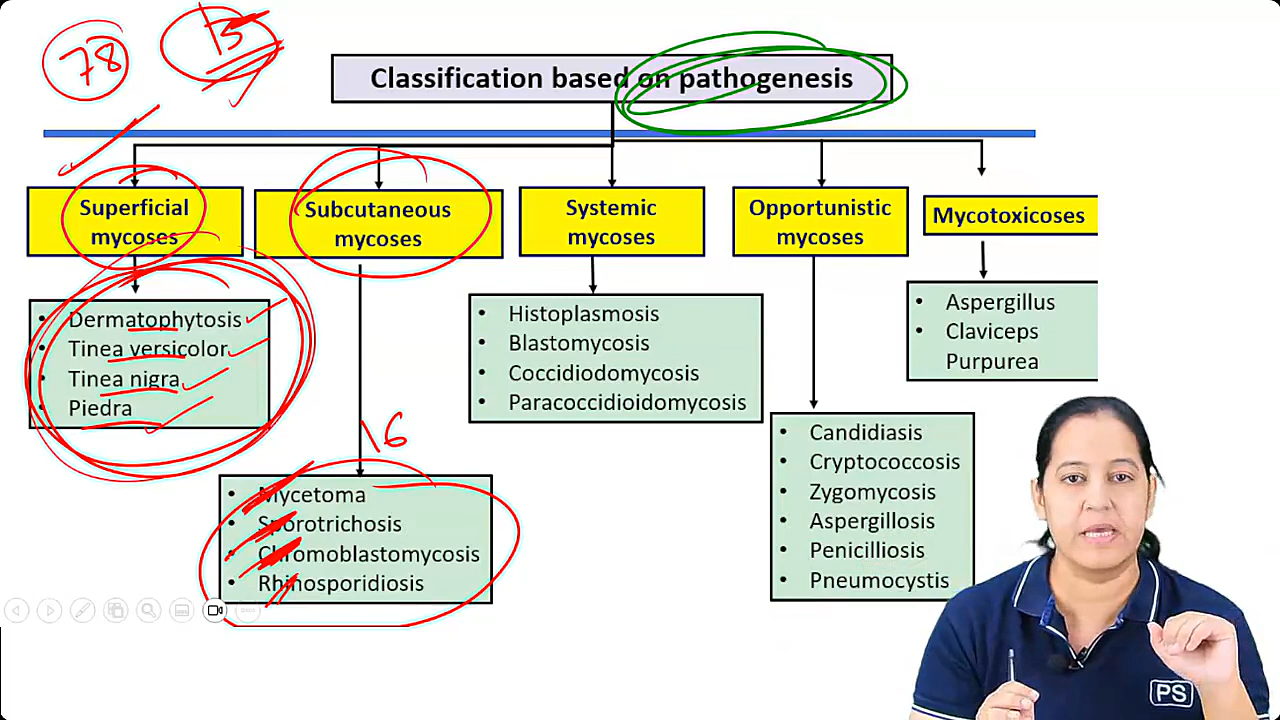 78
15
Classification based on pathogenesis
Superficial
mycoses
Subcutaneous
mycoses
Systemic
mycoses
Opportunistic
mycoses
Mycotoxicoses
• Dermatophytosis
• Tinea versicolor
• Tinea nigra
• Piedra
16
• Mycetoma
• Sporotrichosis
• Chromoblastomycosis
• Rhinosporidiosis
• Histoplasmosis
• Blastomycosis
• Coccidiodomycosis
• Paracoccidioidomycosis
• Candidiasis
• Cryptococcosis
• Zygomycosis
• Aspergillosis
• Penicilliosis
• Pneumocystis
• Aspergillus
• Claviceps
Purpurea
PS